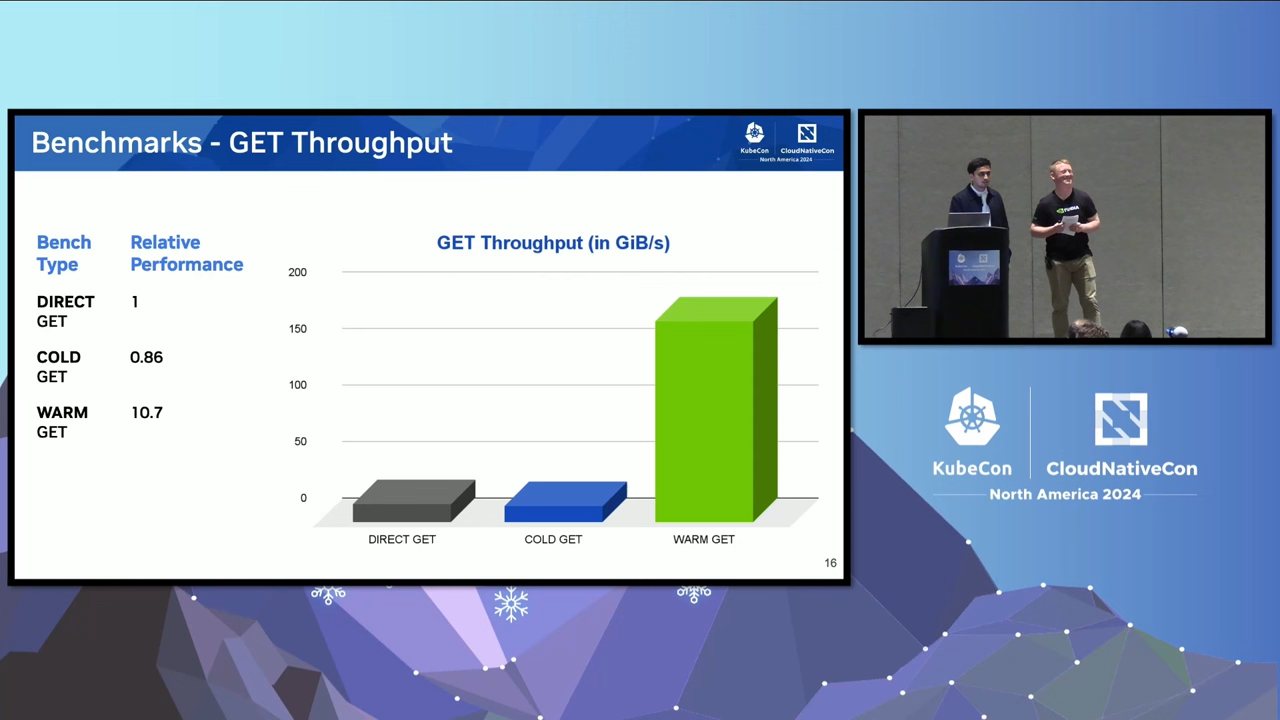 Benchmarks - GET Throughput
KubeCon
CloudNativeCon
North America 2024
Bench
Type
Relative
Performance
DIRECT
GET
1
COLD
GET
0.86
WARM
GET
10.7
GET Throughput (in GiB/s)
200
150
100
50
0
DIRECT GET
COLD GET
WARM GET
16
NVIDIA
KubeCon
CloudNativeCon
North America 2024